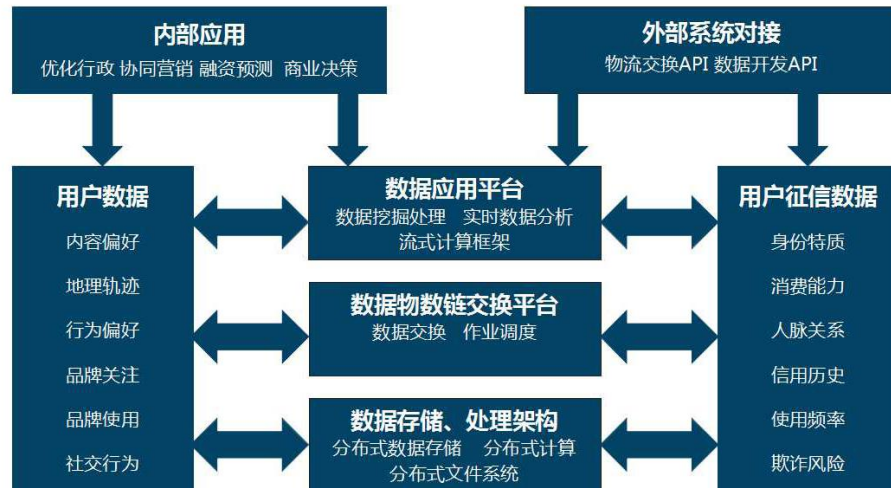 内部应用
优化行政 协同营销 融资预测 商业决策
外部系统对接
物流交换API 数据开发API
用户数据
内容偏好
地理轨迹
行为偏好
品牌关注
品牌使用
社交行为
数据应用平台
数据挖掘处理 实时数据分析
流式计算框架
数据物数链交换平台
数据交换 作业调度
数据存储、处理架构
分布式数据存储 分布式计算
分布式文件系统
用户征信数据
身份特质
消费能力
人脉关系
信用历史
使用频率
欺诈风险